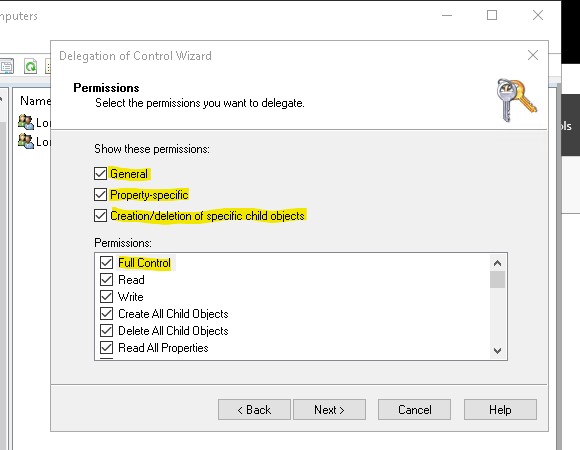 mputers
Delegation of Control Wizard
Permissions
Select the permissions you want to delegate.
Name
Lo
Lo
ols
Show these permissions:
General
Property-specific
Creation/deletion of specific child objects
Permissions:
Full Control
Read
Write
Create All Child Objects
Delete All Child Objects
Read All Properties
< Back
Next >
Cancel
Help